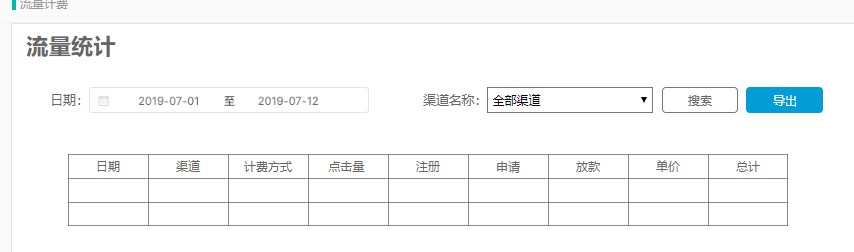 流量计费
流量统计
日期： 2019-07-01 至 2019-07-12 渠道名称： 全部渠道 搜索 导出
日期 渠道 计费方式 点击量 注册 申请 放款 单价 总计